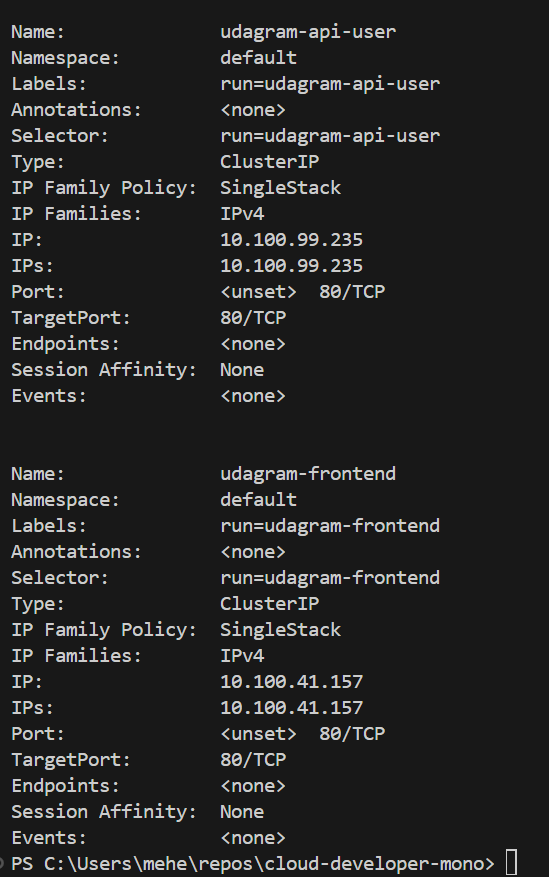 Name: udagram-api-user
Namespace: default
Labels: run=udagram-api-user
Annotations: <none>
Selector: run=udagram-api-user
Type: ClusterIP
IP Family Policy: SingleStack
IP Families: IPv4
IP: 10.100.99.235
IPs: 10.100.99.235
Port: <unset> 80/TCP
TargetPort: 80/TCP
Endpoints: <none>
Session Affinity: None
Events: <none>
Name: udagram-frontend
Namespace: default
Labels: run=udagram-frontend
Annotations: <none>
Selector: run=udagram-frontend
Type: ClusterIP
IP Family Policy: SingleStack
IP Families: IPv4
IP: 10.100.41.157
IPs: 10.100.41.157
Port: <unset> 80/TCP
TargetPort: 80/TCP
Endpoints: <none>
Session Affinity: None
Events: <none>
PS C:\Users\mehe\repos\cloud-developer-mono>